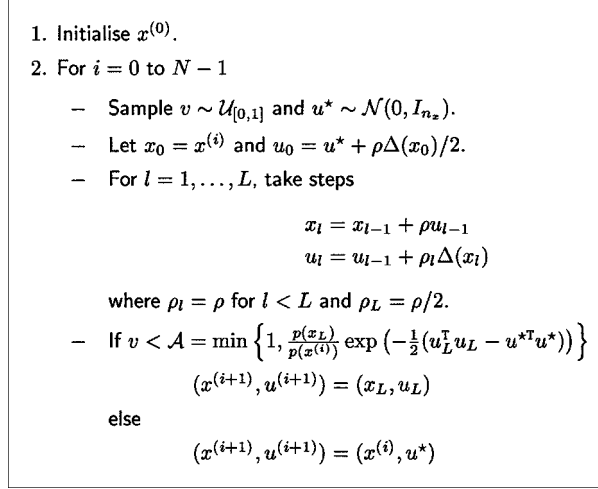 1. Initialise x^{(0)}.
2. For i = 0 to N − 1
– Sample v ∼ 𝒰_{[0,1]} and u^⋆ ∼ 𝒩(0, I_{n_x}).
– Let x_0 = x^{(i)} and u_0 = u^⋆ + ρΔ(x_0)/2.
– For l = 1, . . . , L, take steps
x_l = x_{l−1} + ρu_{l−1}
u_l = u_{l−1} + ρ_lΔ(x_l)
where ρ_l = ρ for l < L and ρ_L = ρ/2.
– If v < 𝒜 = min {1, \frac{p(x_L)}{p(x^{(i)})} exp (−\frac{1}{2}(u_L^T u_L − u^{⋆T}u^⋆))}
(x^{(i+1)}, u^{(i+1)}) = (x_L, u_L)
else
(x^{(i+1)}, u^{(i+1)}) = (x^{(i)}, u^⋆)